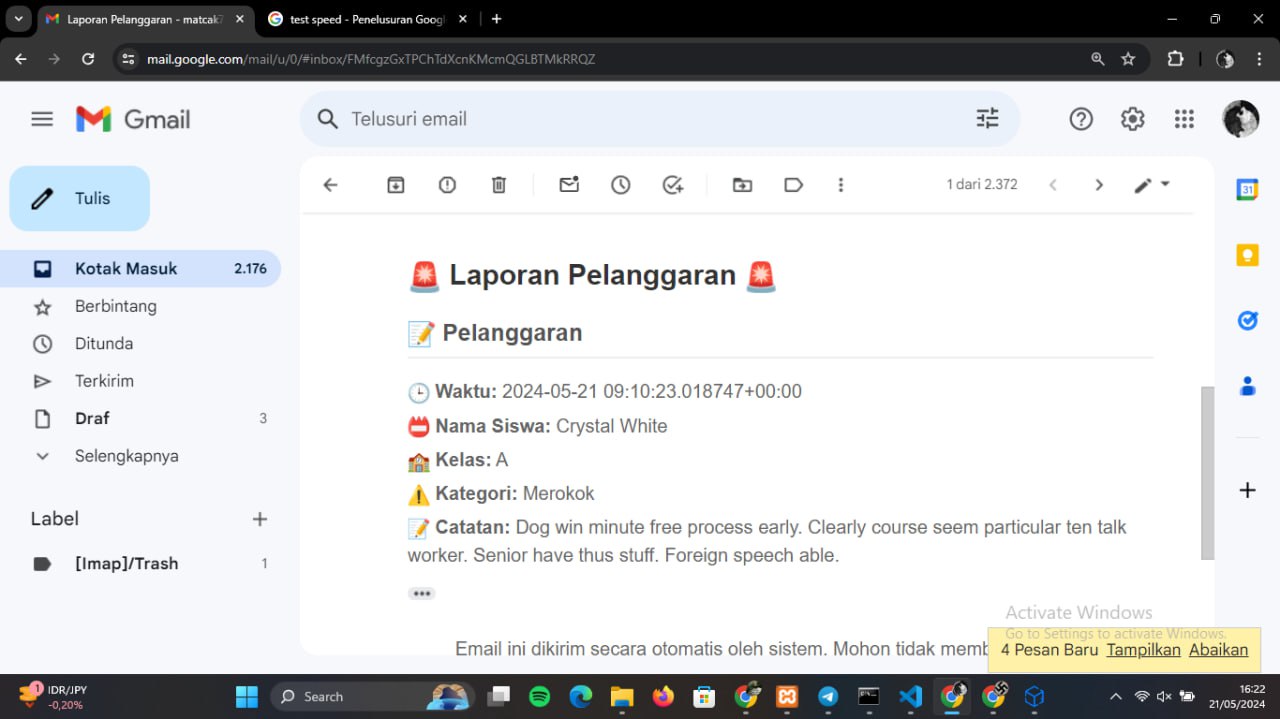 Laporan Pelanggaran - matcak7
test speed - Penelusuran Googl
mail.google.com/mail/u/0/#inbox/FMfcgzGxTPChTdXcnKMcmQGLBTMkRRQZ
Gmail
Telusuri email
Tulis
1 dari 2.372
31
Kotak Masuk 2.176
Berbintang
Ditunda
Terkirim
Draf 3
Selengkapnya
Label
[Imap]/Trash 1
Laporan Pelanggaran
Pelanggaran
Waktu: 2024-05-21 09:10:23.018747+00:00
Nama Siswa: Crystal White
Kelas: A
Kategori: Merokok
Catatan: Dog win minute free process early. Clearly course seem particular ten talk
worker. Senior have thus stuff. Foreign speech able.
Email ini dikirim secara otomatis oleh sistem. Mohon tidak memb
Activate Windows
Go to Settings to activate Windows.
4 Pesan Baru Tampilkan Abaikan
1
IDR/JPY
-0,20%
Search
16:22
21/05/2024